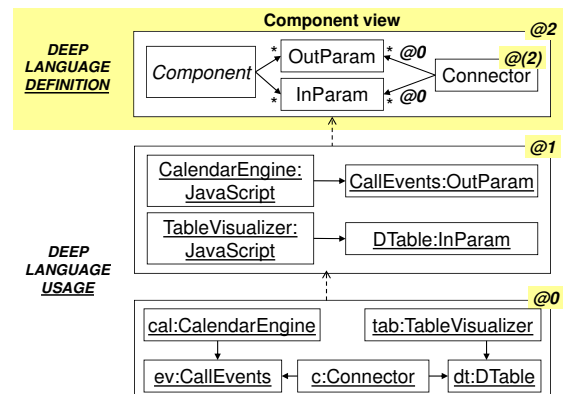 Component view
@2
DEEP
LANGUAGE
DEFINITION
Component
* OutParam * @0
@(2)
Connector
* InParam * @0
@1
CalendarEngine:
JavaScript
CallEvents:OutParam
TableVisualizer:
JavaScript
DTable:InParam
DEEP
LANGUAGE
USAGE
@0
cal:CalendarEngine
tab:TableVisualizer
ev:CallEvents
c:Connector
dt:DTable